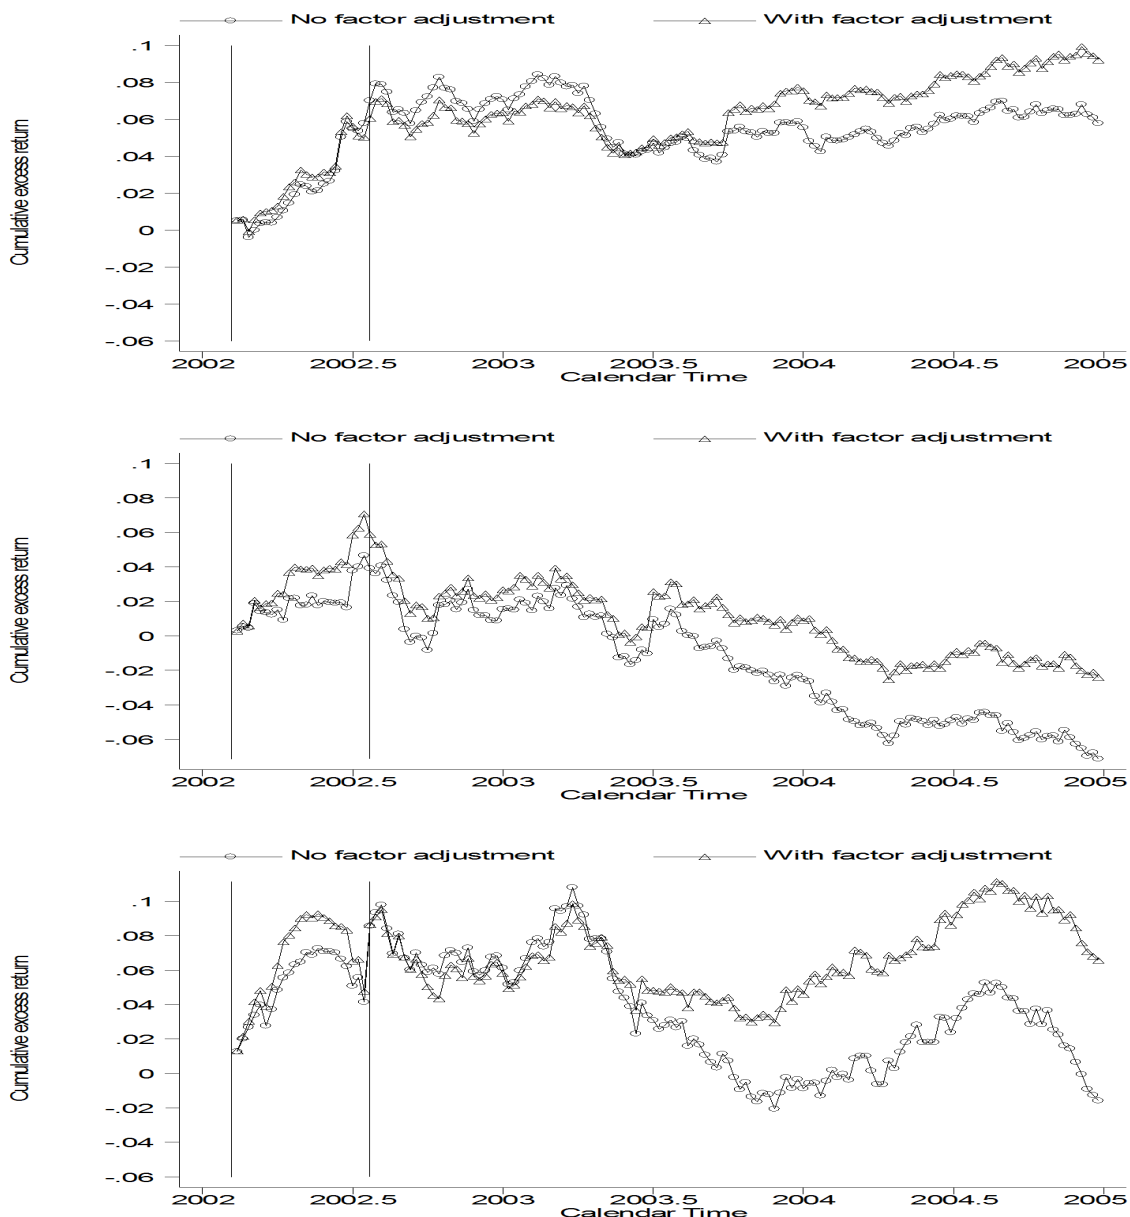 No factor adjustment With factor adjustment
.1
.08
.06
.04
.02
0
-.02
-.04
-.06
Cumulative excess return
2002 2002.5 2003 2003.5 2004 2004.5 2005
Calendar Time
No factor adjustment With factor adjustment
.1
.08
.06
.04
.02
0
-.02
-.04
-.06
Cumulative excess return
2002 2002.5 2003 2003.5 2004 2004.5 2005
Calendar Time
No factor adjustment With factor adjustment
.1
.08
.06
.04
.02
0
-.02
-.04
-.06
Cumulative excess return
2002 2002.5 2003 2003.5 2004 2004.5 2005
Calendar Time